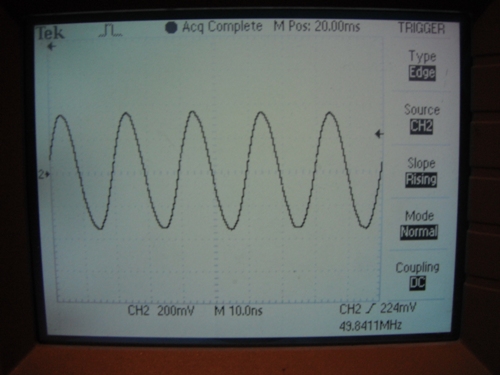 Tek Acq Complete M Pos: 20.00ms TRIGGER
Type
Edge
Source
CH2
Slope
Rising
2
Mode
Normal
Coupling
DC
CH2 200mV M 10.0ns CH2 224mV
49.8411MHz